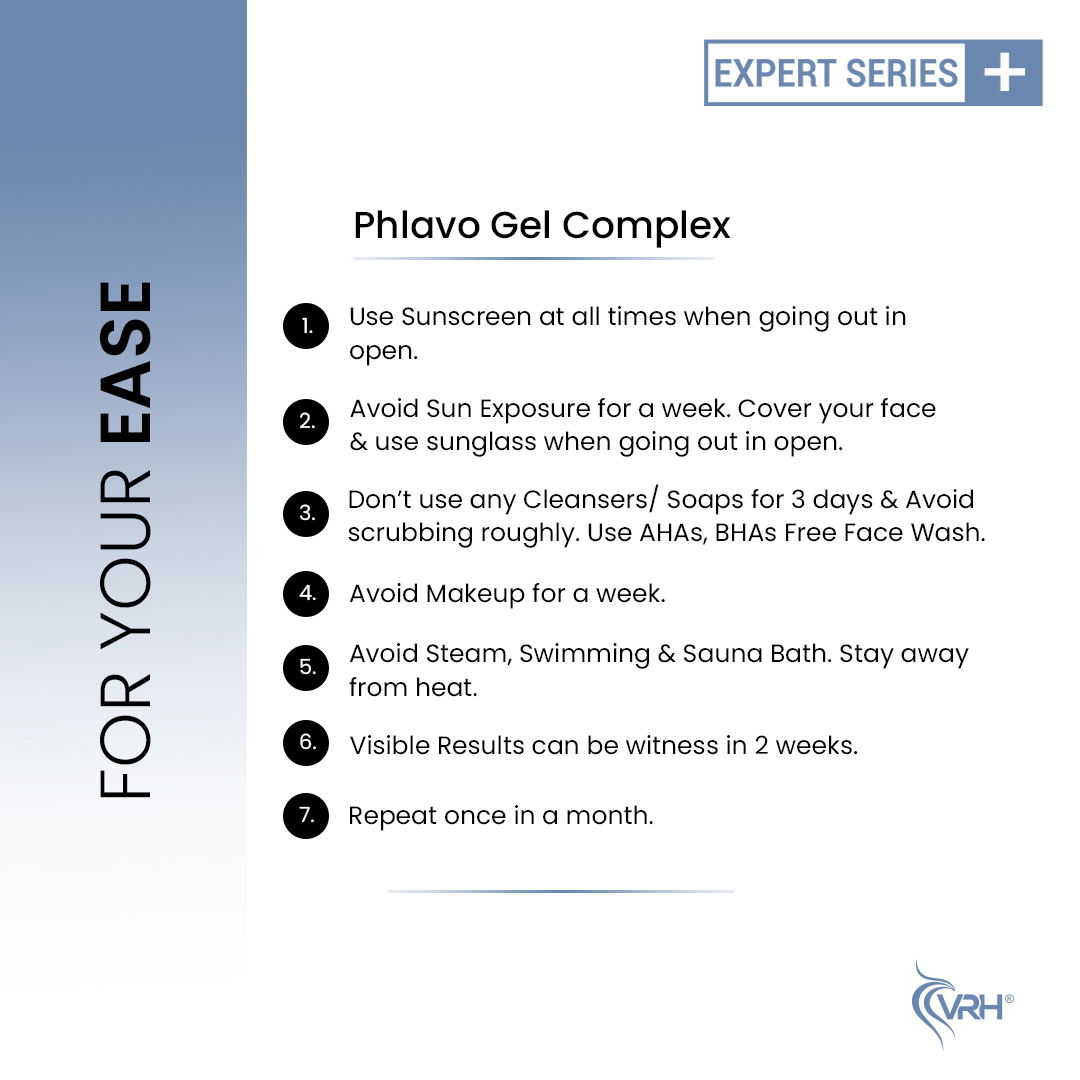 EXPERT SERIES +
FOR YOUR EASE
Phlavo Gel Complex
1. Use Sunscreen at all times when going out in
open.
2. Avoid Sun Exposure for a week. Cover your face
& use sunglass when going out in open.
3. Don’t use any Cleansers/ Soaps for 3 days & Avoid
scrubbing roughly. Use AHAs, BHAs Free Face Wash.
4. Avoid Makeup for a week.
5. Avoid Steam, Swimming & Sauna Bath. Stay away
from heat.
6. Visible Results can be witness in 2 weeks.
7. Repeat once in a month.
VRH®